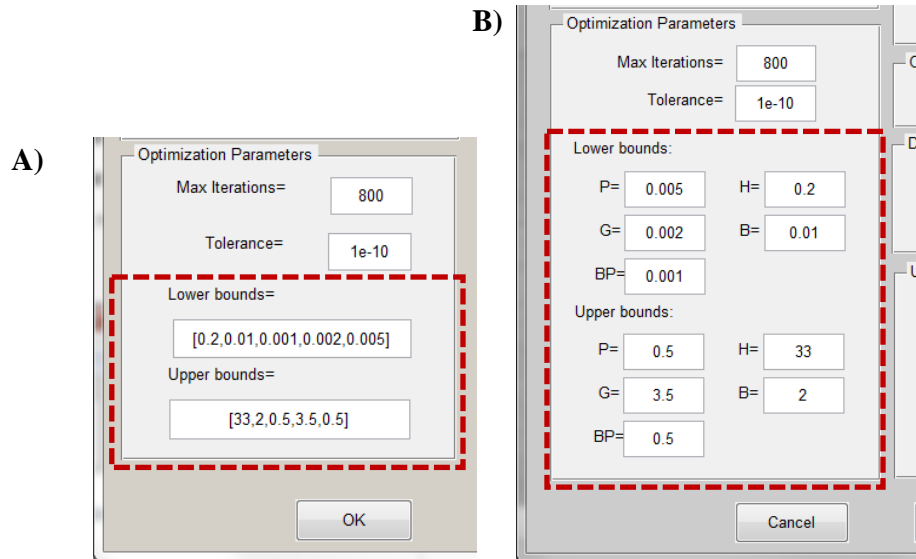 A)
Optimization Parameters
Max Iterations= 800
Tolerance= 1e-10
Lower bounds=
[0.2,0.01,0.001,0.002,0.005]
Upper bounds=
[33,2,0.5,3.5,0.5]
OK
B)
Optimization Parameters
Max Iterations= 800
Tolerance= 1e-10
Lower bounds:
P= 0.005 H= 0.2
G= 0.002 B= 0.01
BP= 0.001
Upper bounds:
P= 0.5 H= 33
G= 3.5 B= 2
BP= 0.5
Cancel